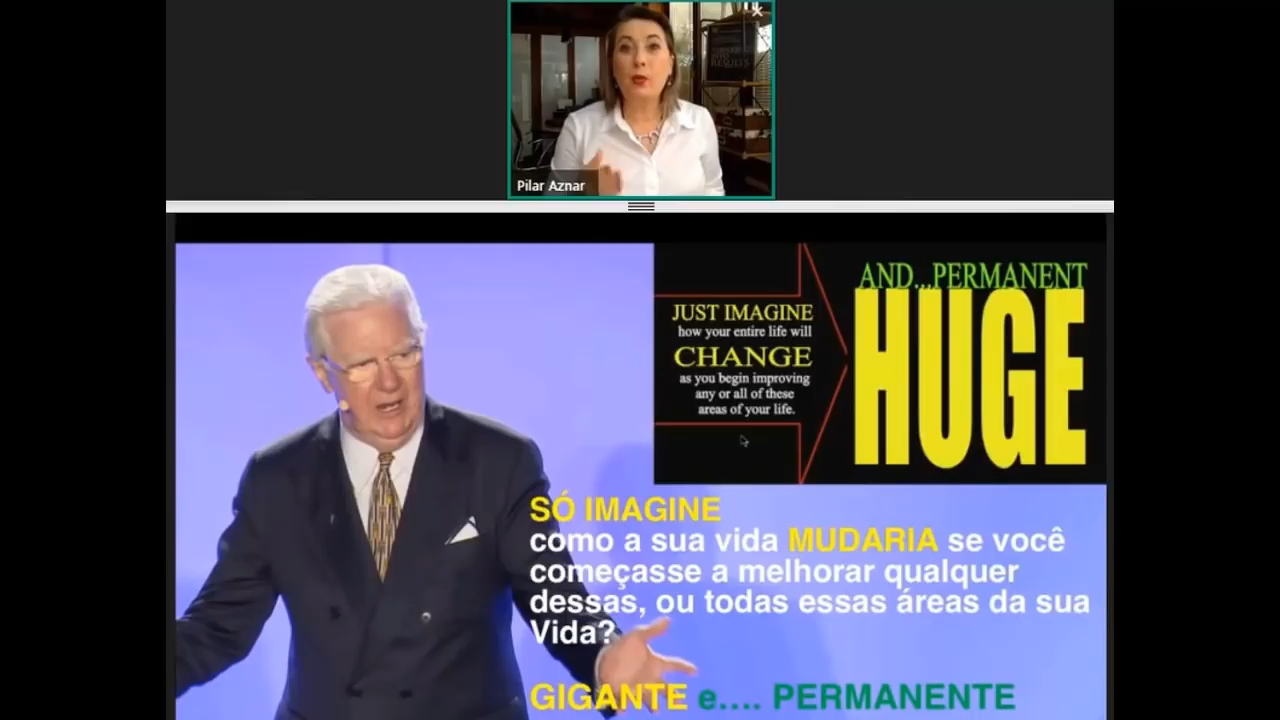 RESULTS
Pilar Aznar
AND...PERMANENT
HUGE
JUST IMAGINE
how your entire life will
CHANGE
as you begin improving
any or all of these
areas of your life.
SÓ IMAGINE
como a sua vida MUDARIA se você
começasse a melhorar qualquer
dessas, ou todas essas áreas da sua
Vida?
GIGANTE e.... PERMANENTE